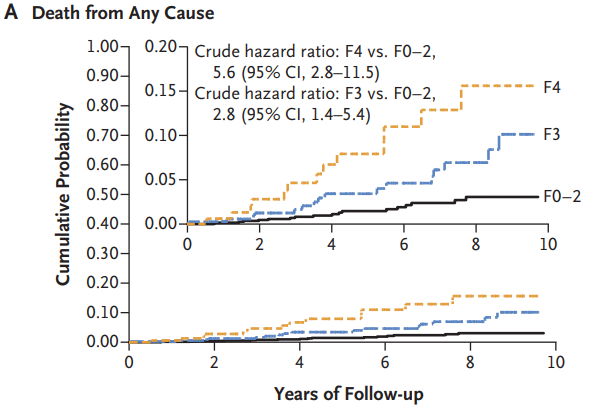 A Death from Any Cause
Cumulative Probability
1.00
0.90
0.80
0.70
0.60
0.50
0.40
0.30
0.20
0.10
0.00
0.20
0.15
0.10
0.05
0.00
Crude hazard ratio: F4 vs. F0–2,
5.6 (95% CI, 2.8–11.5)
Crude hazard ratio: F3 vs. F0–2,
2.8 (95% CI, 1.4–5.4)
F4
F3
F0–2
0 2 4 6 8 10
0 2 4 6 8 10
Years of Follow-up